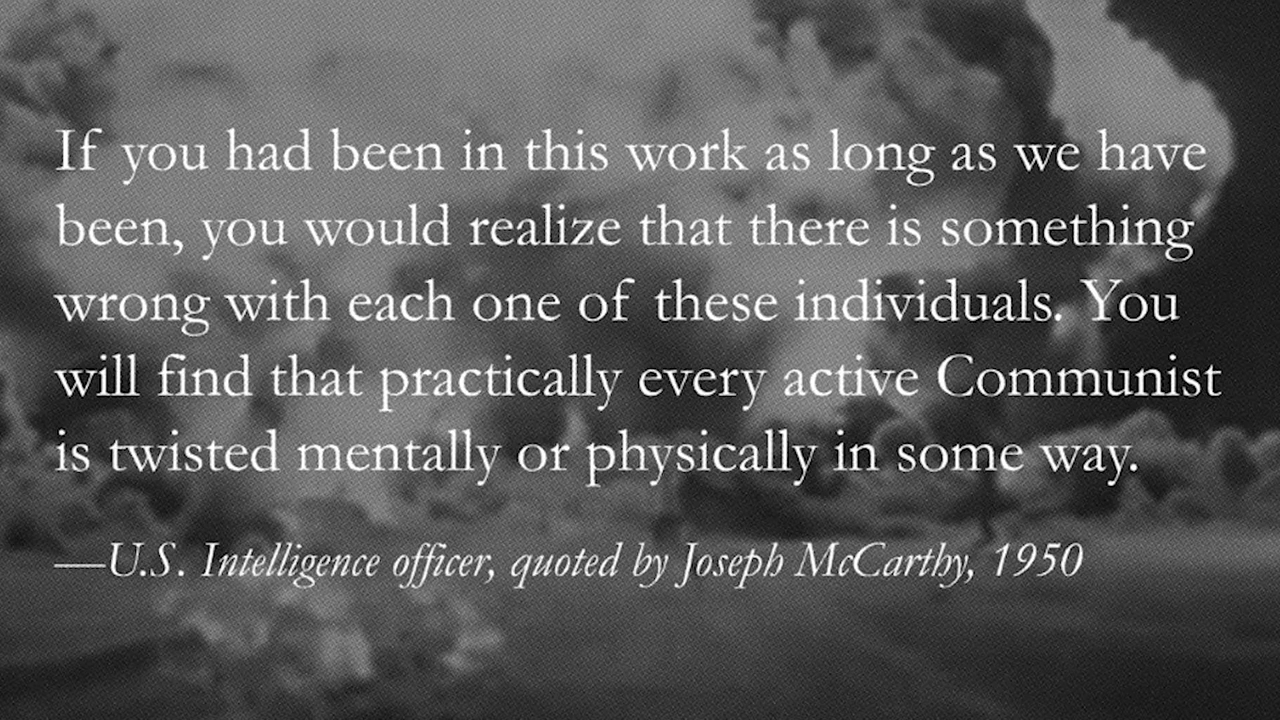 If you had been in this work as long as we have
been, you would realize that there is something
wrong with each one of these individuals. You
will find that practically every active Communist
is twisted mentally or physically in some way.
—U.S. Intelligence officer, quoted by Joseph McCarthy, 1950